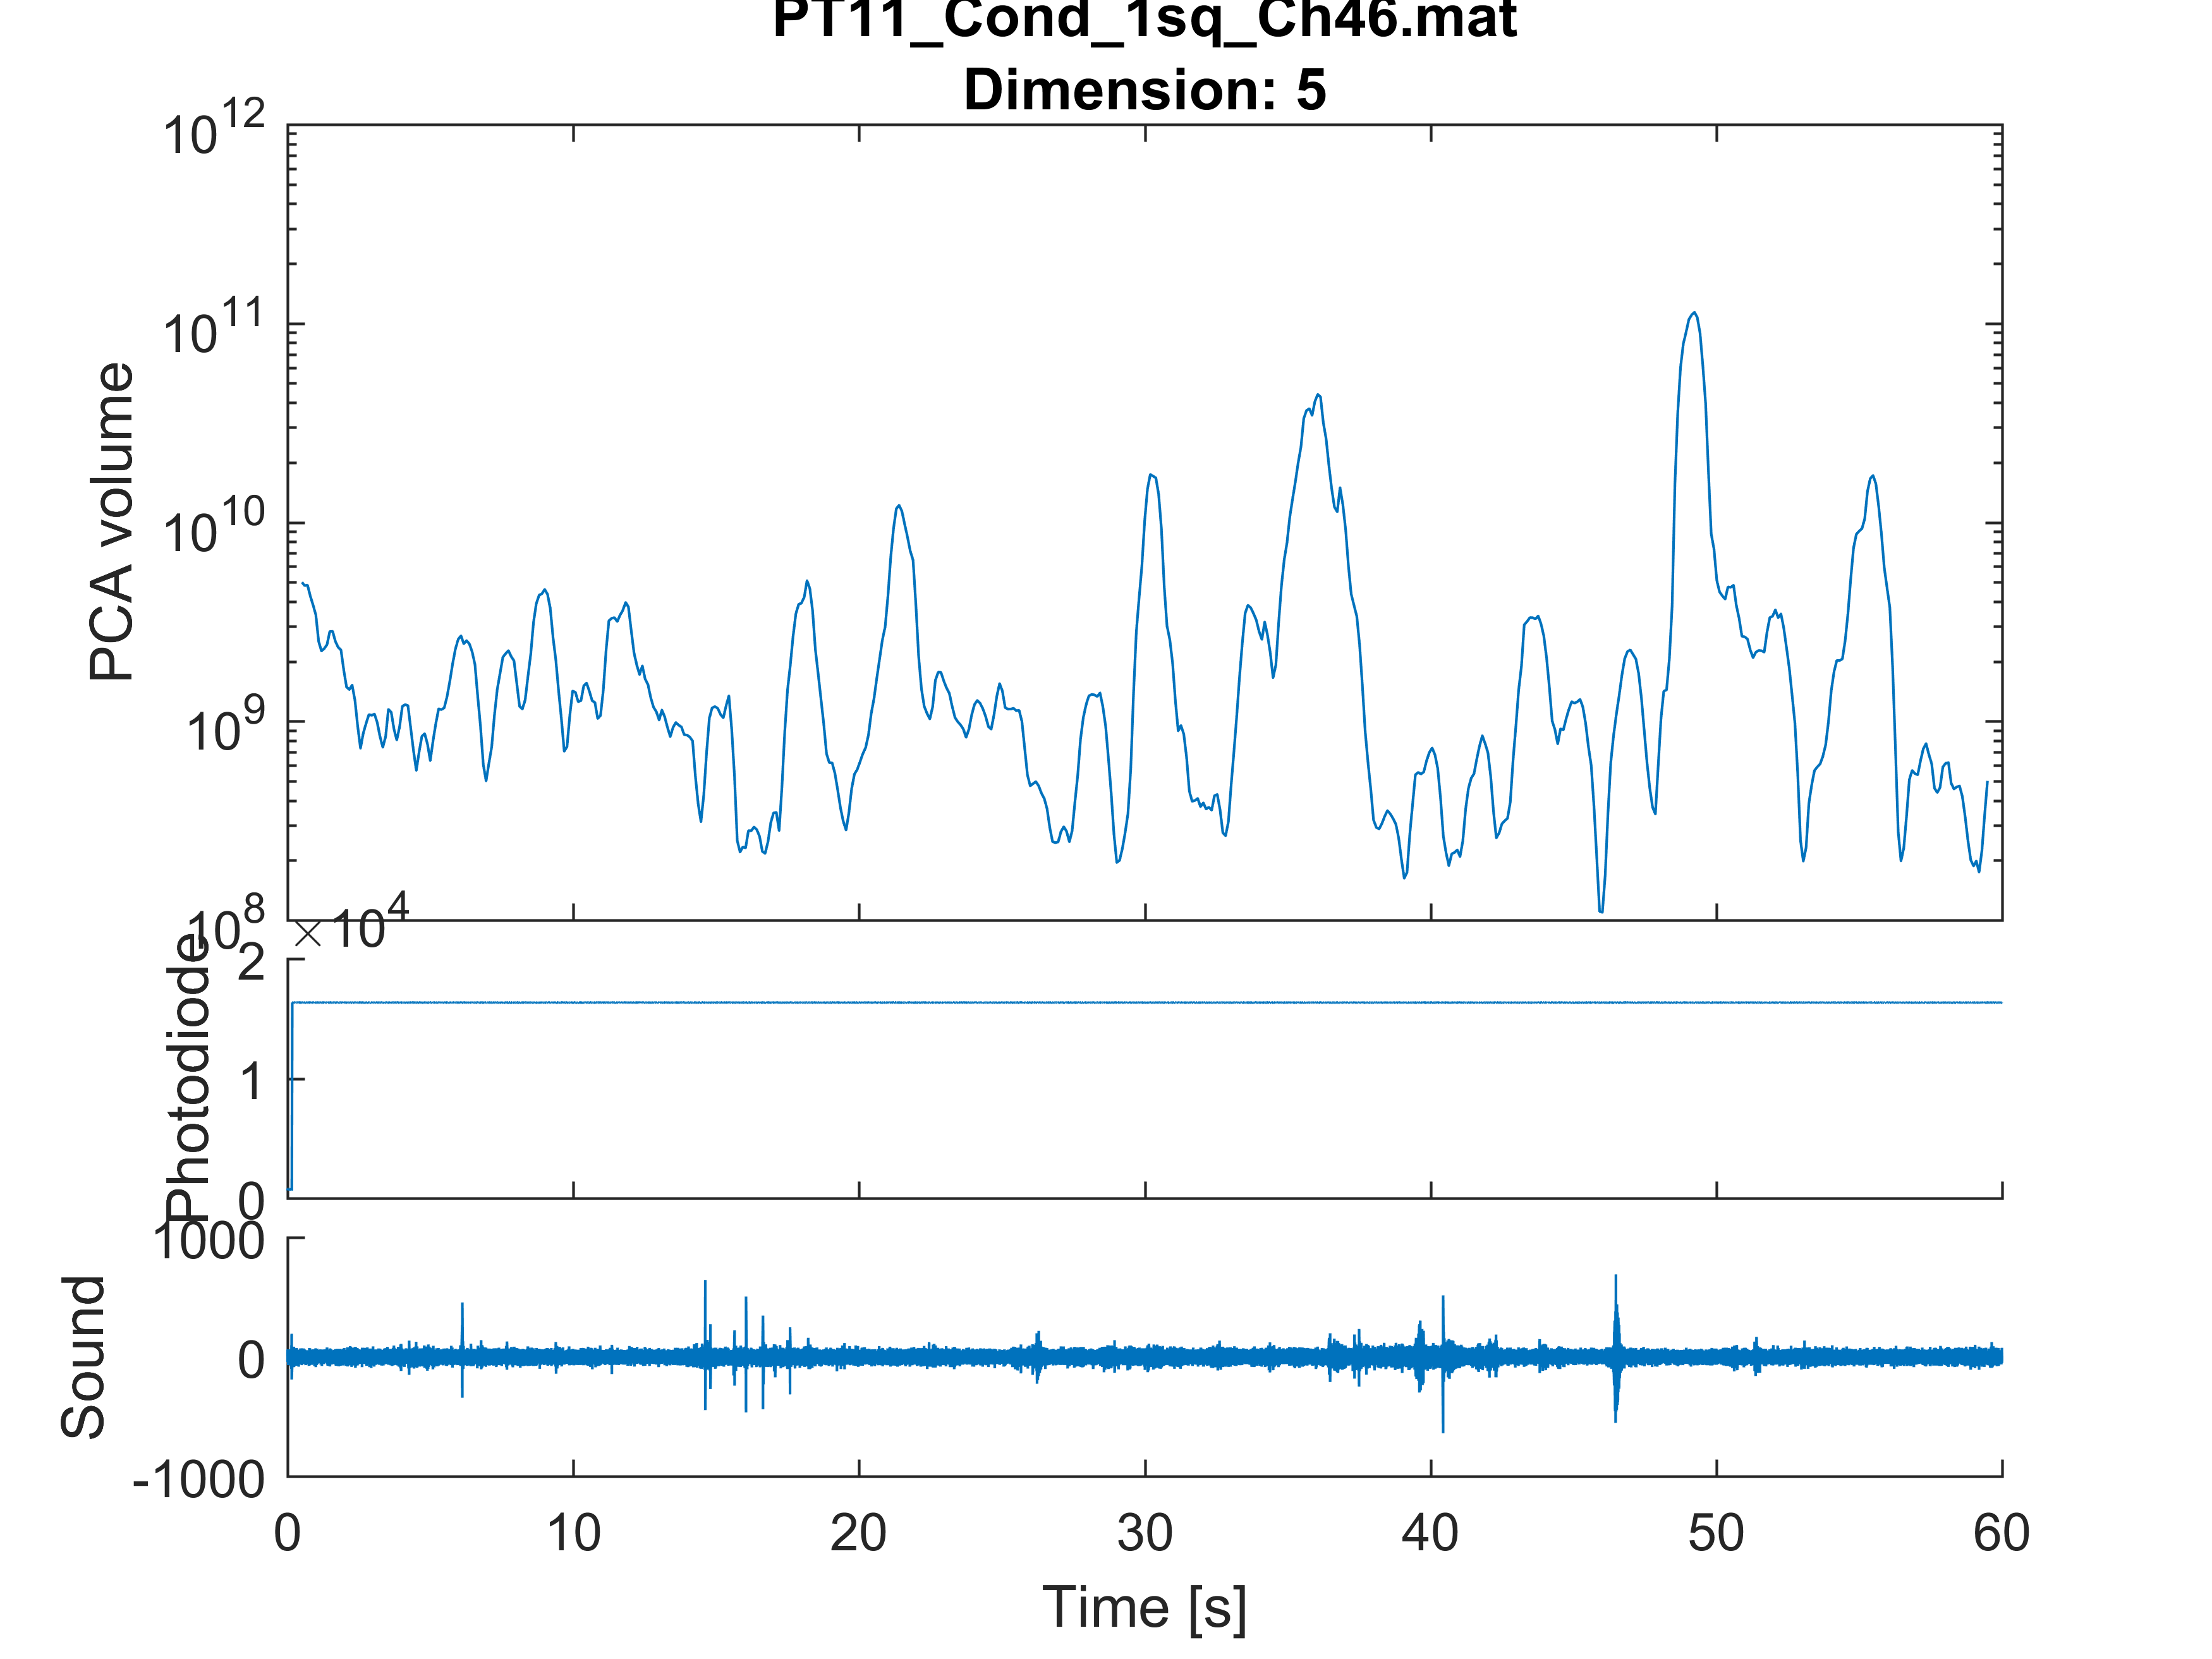 PT11_Cond_1sq_Ch46.mat
Dimension: 5
10^12
10^11
10^10
10^9
10^8
PCA volume
× 10^4
2
1
0
Photodiode
1000
0
-1000
Sound
0 10 20 30 40 50 60
Time [s]